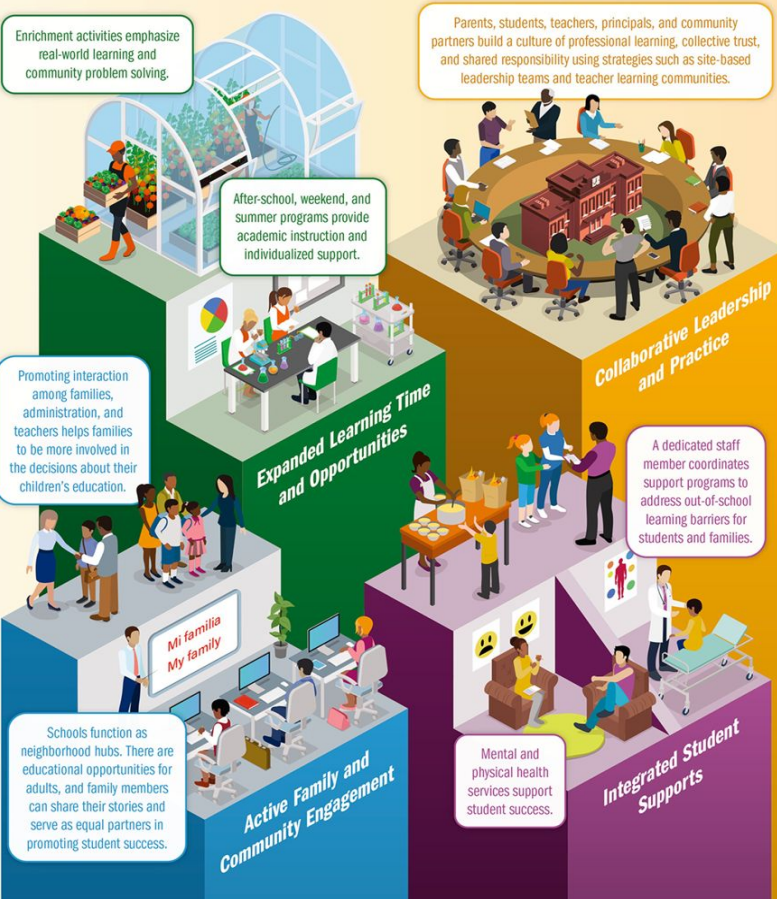 Enrichment activities emphasize
real-world learning and
community problem solving.
Parents, students, teachers, principals, and community
partners build a culture of professional learning, collective trust,
and shared responsibility using strategies such as site-based
leadership teams and teacher learning communities.
After-school, weekend, and
summer programs provide
academic instruction and
individualized support.
Collaborative Leadership
and Practice
Expanded Learning Time
and Opportunities
Promoting interaction
among families,
administration, and
teachers helps families
to be more involved in
the decisions about their
children's education.
A dedicated staff
member coordinates
support programs to
address out-of-school
learning barriers for
students and families.
Mi familia
My family
Schools function as
neighborhood hubs. There are
educational opportunities for
adults, and family members
can share their stories and
serve as equal partners in
promoting student success.
Active Family and
Community Engagement
Mental and
physical health
services support
student success.
Integrated Student
Supports